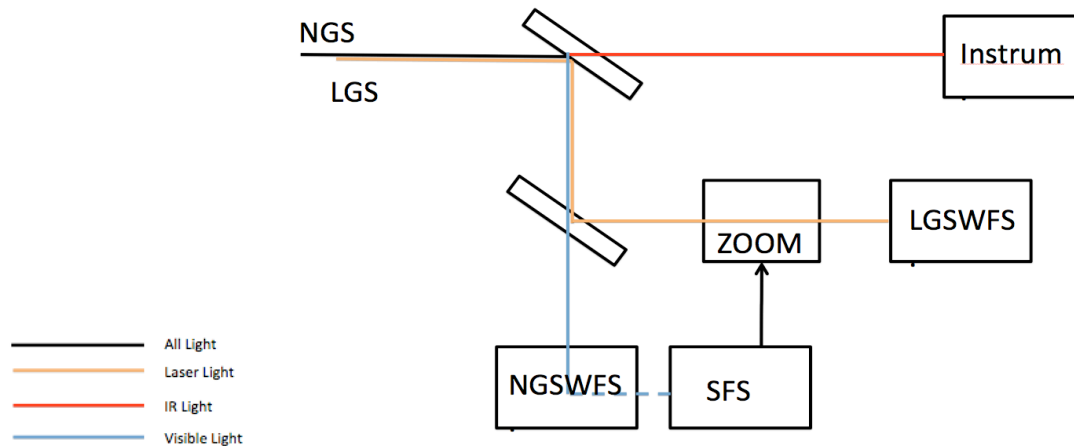 NGS
LGS
Instrum
ZOOM
LGSWFS
NGSWFS
SFS
All Light
Laser Light
IR Light
Visible Light